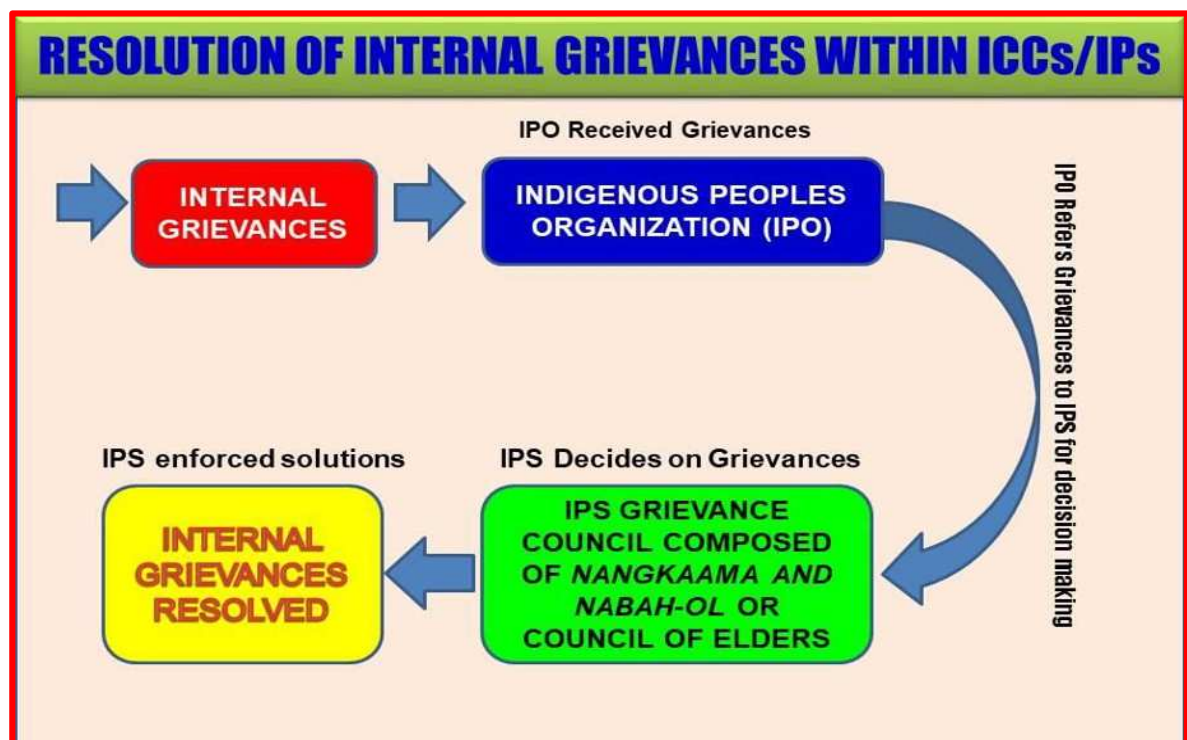 RESOLUTION OF INTERNAL GRIEVANCES WITHIN ICCs/IPs
IPO Received Grievances
INTERNAL
GRIEVANCES
INDIGENOUS PEOPLES
ORGANIZATION (IPO)
IPO Refers Grievances to IPS for decision making
IPS enforced solutions
IPS Decides on Grievances
INTERNAL
GRIEVANCES
RESOLVED
IPS GRIEVANCE
COUNCIL COMPOSED
OF NANGKAAMA AND
NABAH-OL OR
COUNCIL OF ELDERS